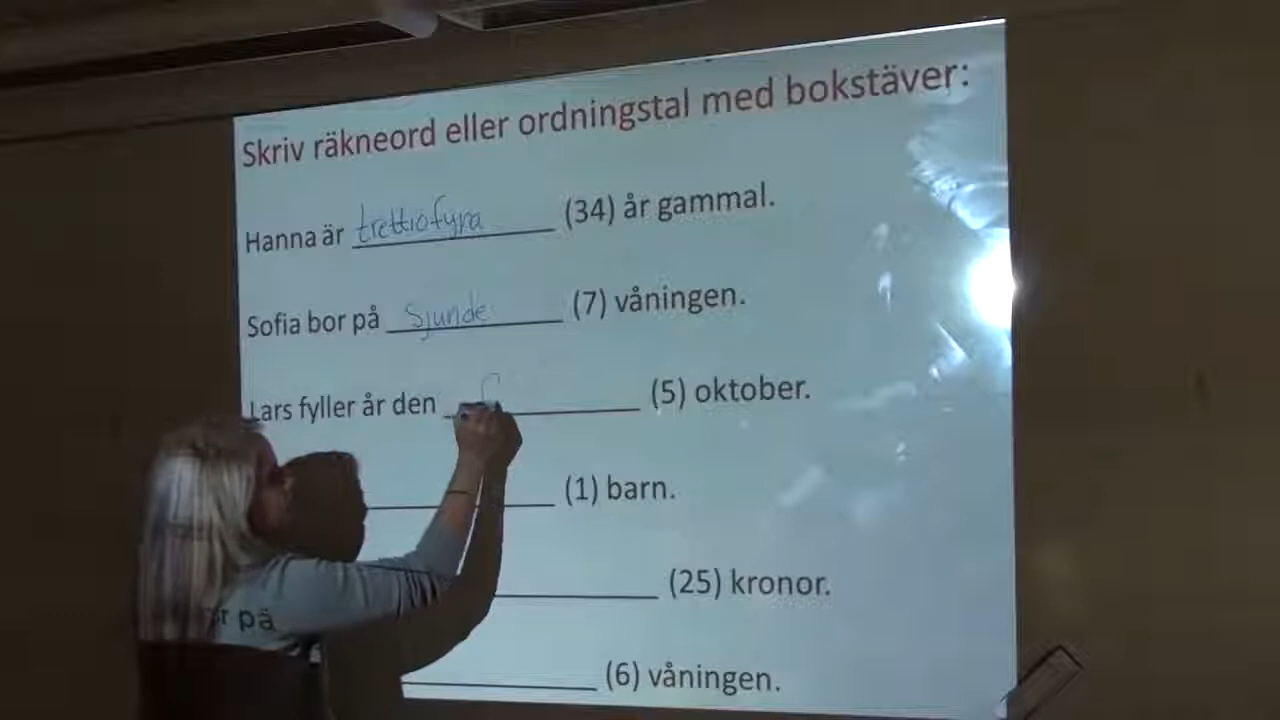 Skriv räkneord eller ordningstal med bokstäver:
Hanna är trettiofyra (34) år gammal.
Sofia bor på sjunde (7) våningen.
Lars fyller år den f (5) oktober.
(1) barn.
(25) kronor.
r på (6) våningen.